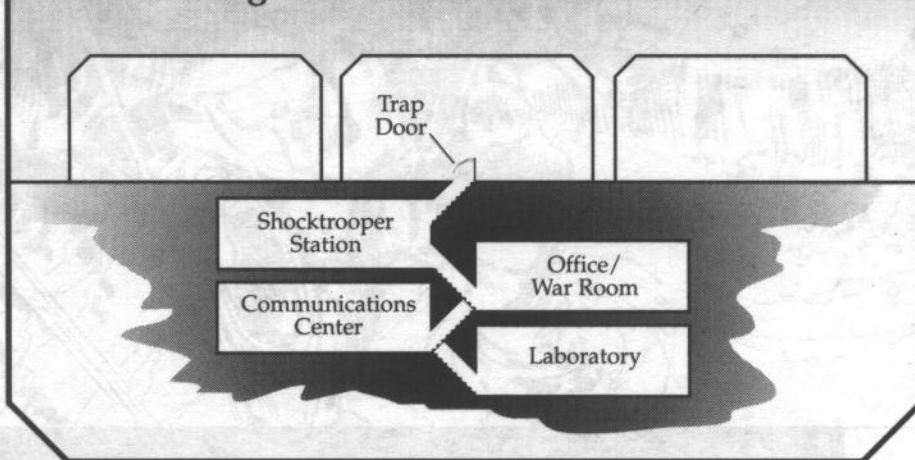 Trap
Door
Shocktrooper
Station
Office/
War Room
Communications
Center
Laboratory